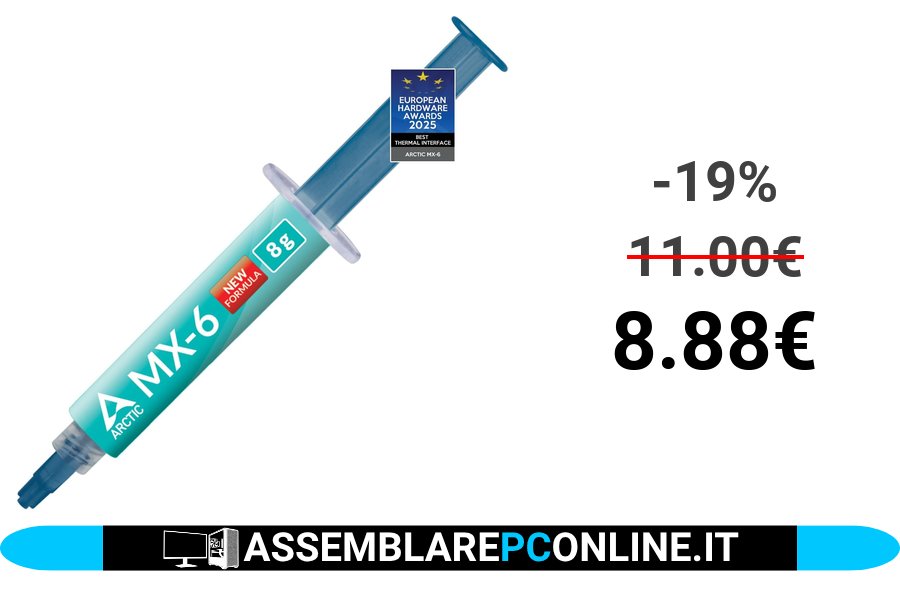 EUROPEAN
HARDWARE
AWARDS
2025
BEST
THERMAL INTERFACE
ARCTIC MX-6
8g
NEW
FORMULA
MX-6
ARCTIC
-19%
11.00€
8.88€
ASSEMBLAREPCONLINE.IT